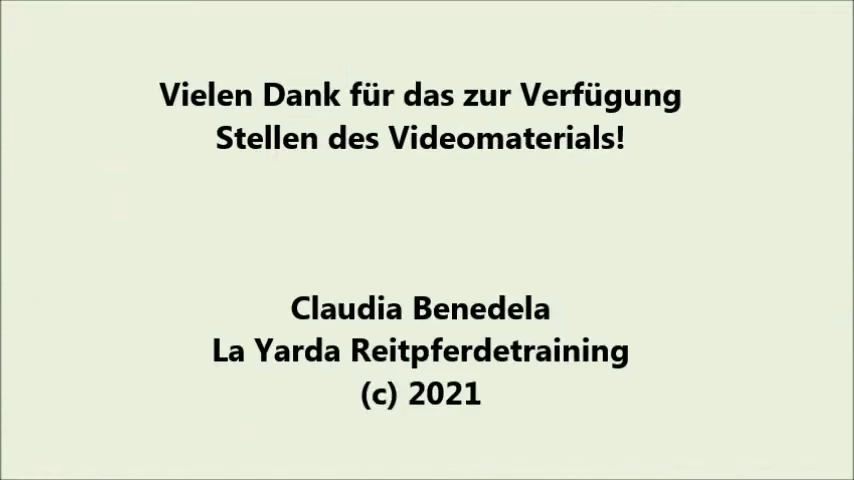 Vielen Dank für das zur Verfügung
Stellen des Videomaterials!
Claudia Benedela
La Yarda Reitpferdetraining
(c) 2021